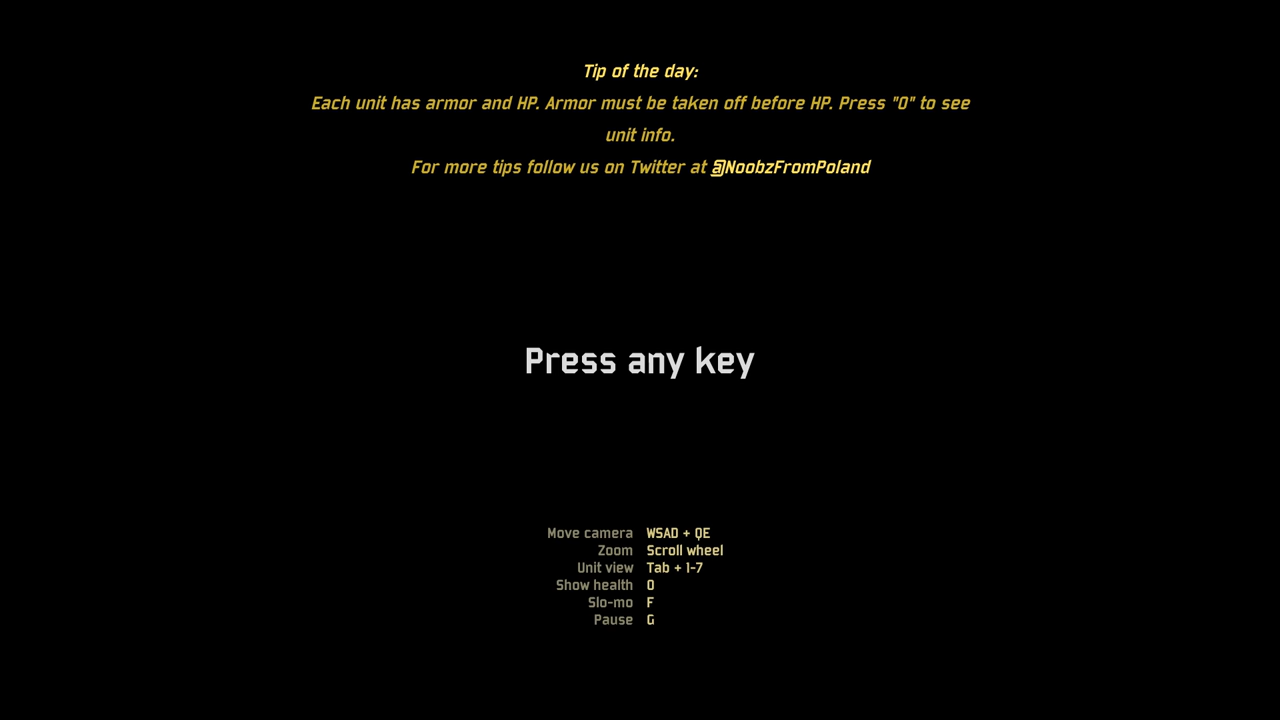 Tip of the day:
Each unit has armor and HP. Armor must be taken off before HP. Press "O" to see
unit info.
For more tips follow us on Twitter at @NoobzFromPoland
Press any key
Move camera WSAD + QE
Zoom Scroll wheel
Unit view Tab + 1-7
Show health O
Slo-mo F
Pause G